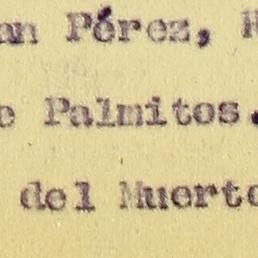 an Pérez,
e Palmitos.
del Muerto